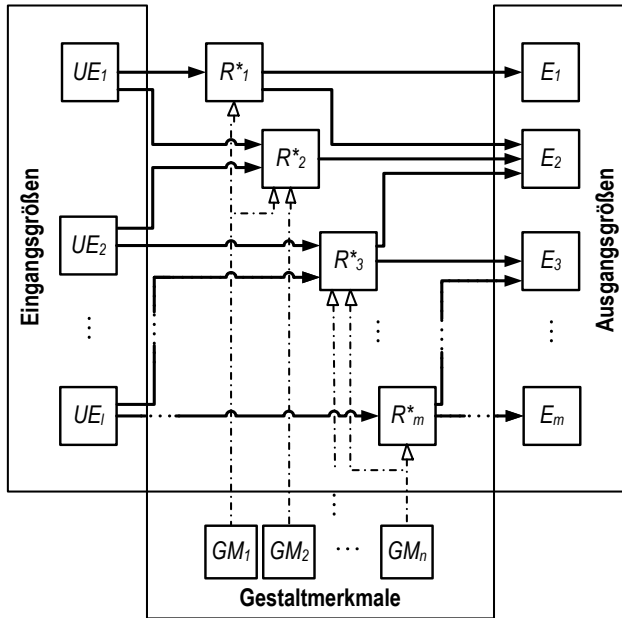 Eingangsgrößen
Ausgangsgrößen
UE1
R*1
E1
R*2
E2
UE2
R*3
E3
⋮
⋮
⋮
UEl
···
R*m
···
Em
⋮
GM1
GM2
···
GMn
Gestaltmerkmale